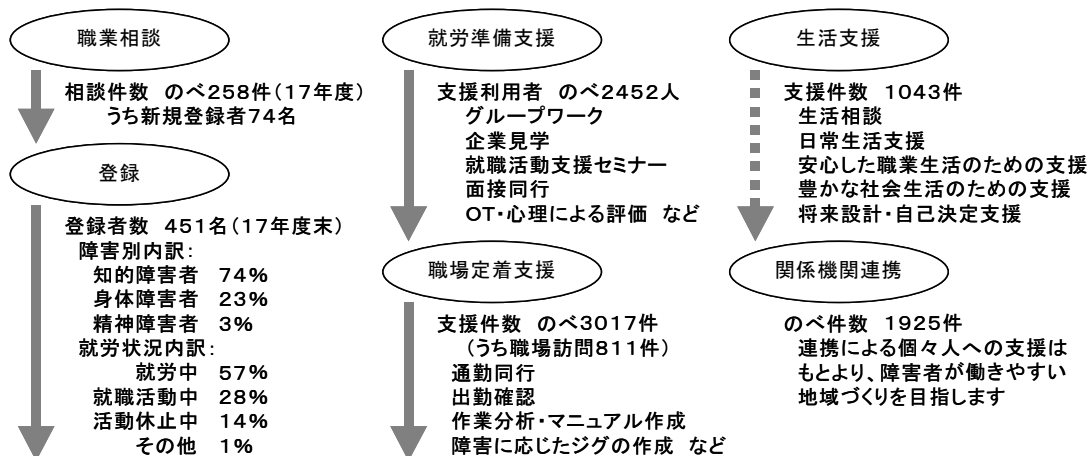 職業相談
相談件数 のべ258件(17年度)
うち新規登録者74名
登録
登録者数 451名(17年度末)
障害別内訳:
知的障害者 74%
身体障害者 23%
精神障害者 3%
就労状況内訳:
就労中 57%
就職活動中 28%
活動休止中 14%
その他 1%
就労準備支援
支援利用者 のべ2452人
グループワーク
企業見学
就職活動支援セミナー
面接同行
OT・心理による評価 など
職場定着支援
支援件数 のべ3017件
(うち職場訪問811件)
通勤同行
出勤確認
作業分析・マニュアル作成
障害に応じたジグの作成 など
生活支援
支援件数 1043件
生活相談
日常生活支援
安心した職業生活のための支援
豊かな社会生活のための支援
将来設計・自己決定支援
関係機関連携
のべ件数 1925件
連携による個々人への支援は
もとより、障害者が働きやすい
地域づくりを目指します